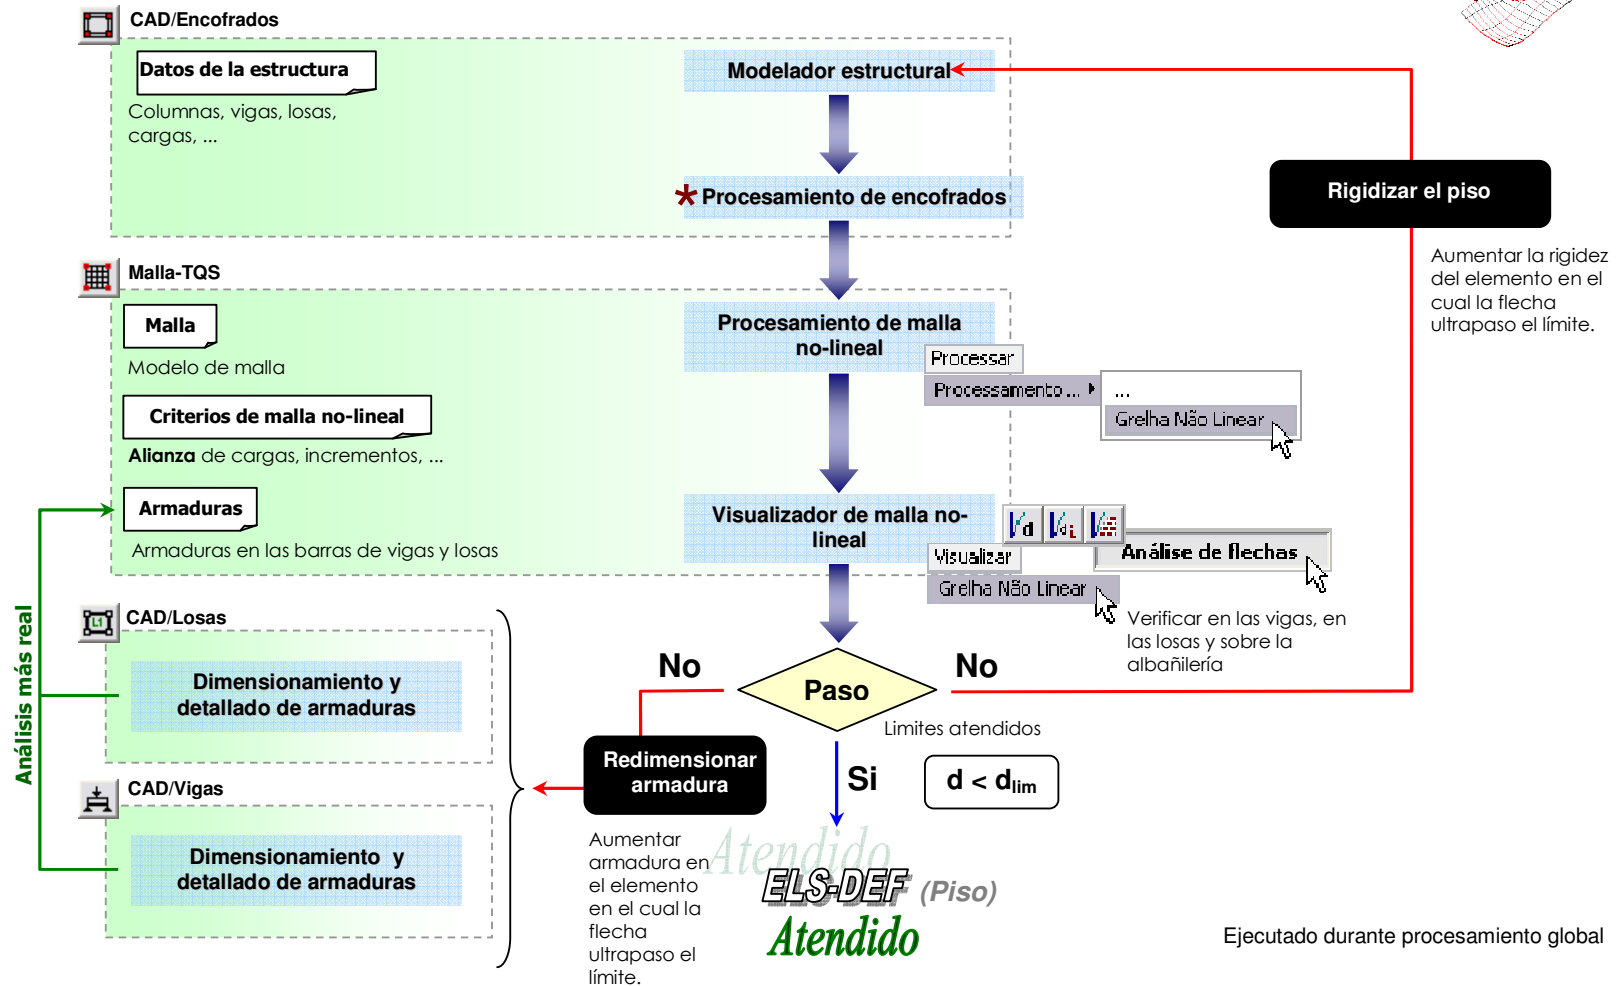 CAD/Encofrados
Datos de la estructura
Columnas, vigas, losas,
cargas, ...
Modelador estructural
* Procesamiento de encofrados
Rigidizar el piso
Aumentar la rigidez
del elemento en el
cual la flecha
ultrapaso el límite.
Malla-TQS
Malla
Modelo de malla
Criterios de malla no-lineal
Alianza de cargas, incrementos, ...
Armaduras
Armaduras en las barras de vigas y losas
Procesamiento de malla
no-lineal
Processar
Processamento ...
...
Grelha Não Linear
Visualizador de malla no-
lineal
d
di
Visualizar
Grelha Não Linear
Análise de flechas
Verificar en las vigas, en
las losas y sobre la
albañilería
Análisis más real
CAD/Losas
L1
Dimensionamiento y
detallado de armaduras
CAD/Vigas
Dimensionamiento y
detallado de armaduras
No
Paso
No
Limites atendidos
Si
d < dlim
Redimensionar
armadura
Aumentar
armadura en
el elemento
en el cual la
flecha
ultrapaso el
límite.
Atendido
ELS-DEF (Piso)
Atendido
Ejecutado durante procesamiento global